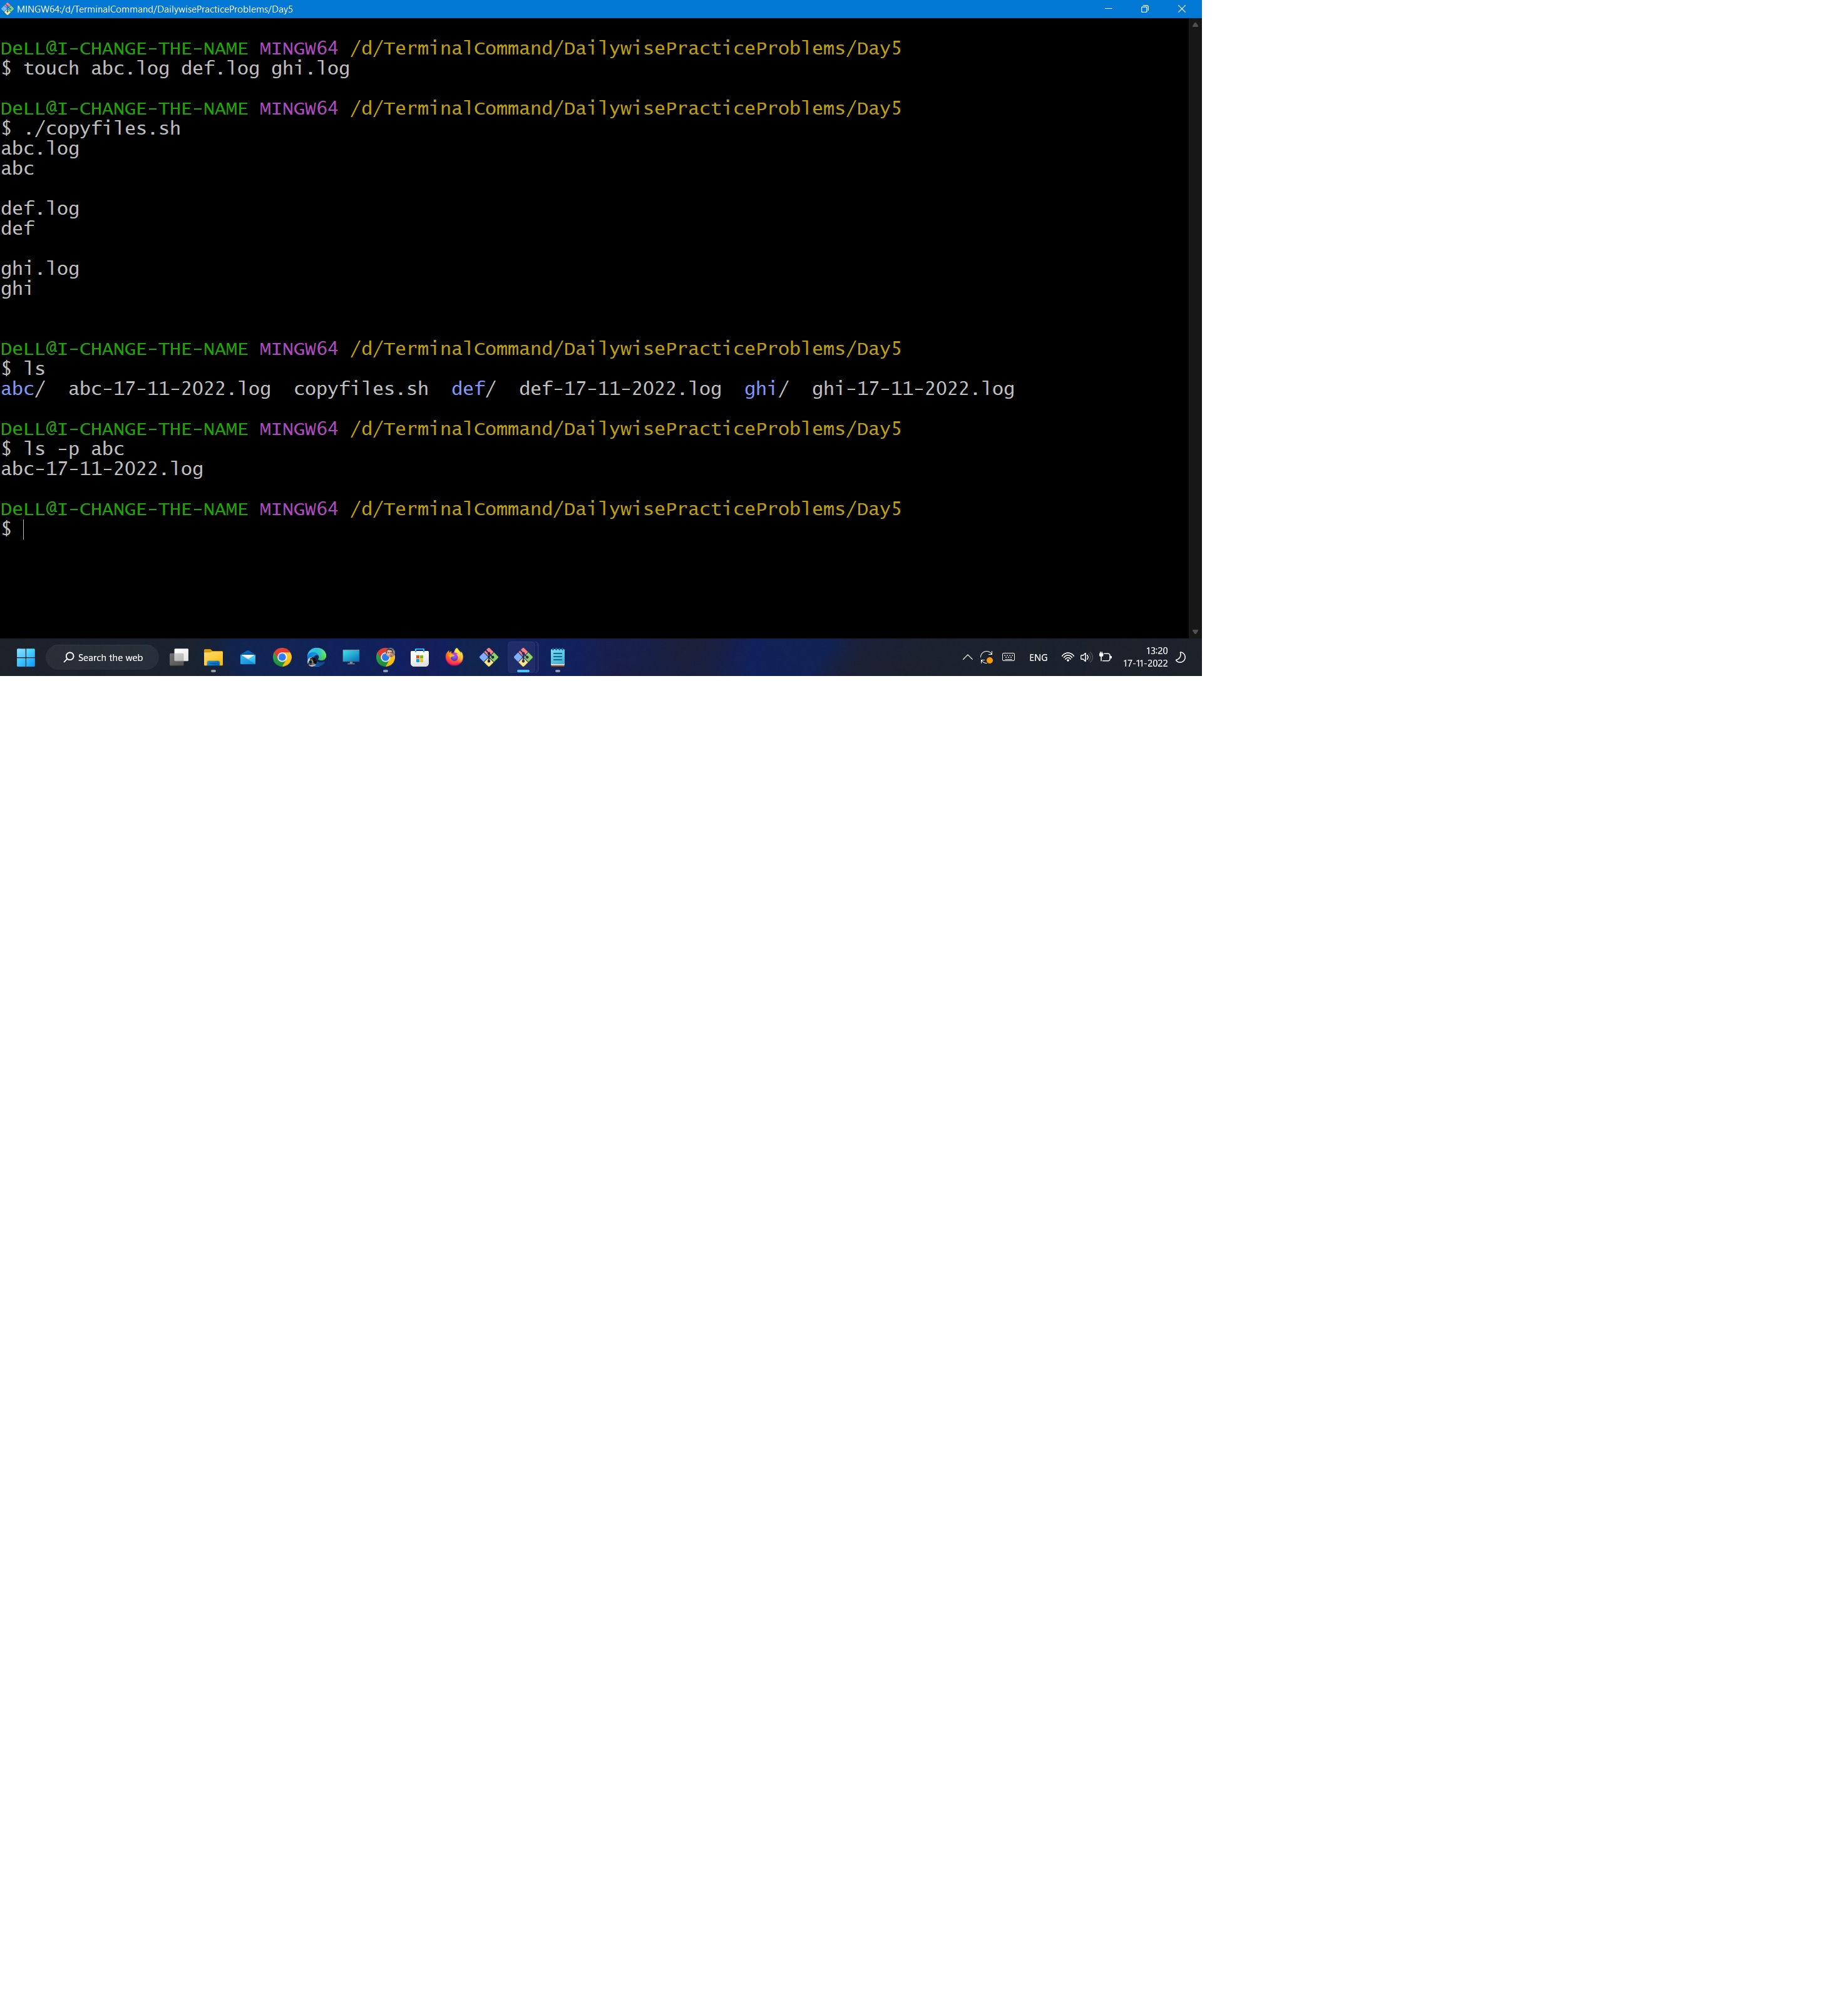 MINGW64:/d/TerminalCommand/DailywisePracticeProblems/Day5
DeLL@I-CHANGE-THE-NAME MINGW64 /d/TerminalCommand/DailywisePracticeProblems/Day5
$ touch abc.log def.log ghi.log
DeLL@I-CHANGE-THE-NAME MINGW64 /d/TerminalCommand/DailywisePracticeProblems/Day5
$ ./copyfiles.sh
abc.log
abc
def.log
def
ghi.log
ghi
DeLL@I-CHANGE-THE-NAME MINGW64 /d/TerminalCommand/DailywisePracticeProblems/Day5
$ ls
abc/  abc-17-11-2022.log  copyfiles.sh  def/  def-17-11-2022.log  ghi/  ghi-17-11-2022.log
DeLL@I-CHANGE-THE-NAME MINGW64 /d/TerminalCommand/DailywisePracticeProblems/Day5
$ ls -p abc
abc-17-11-2022.log
DeLL@I-CHANGE-THE-NAME MINGW64 /d/TerminalCommand/DailywisePracticeProblems/Day5
$
Search the web
ENG
13:20
17-11-2022